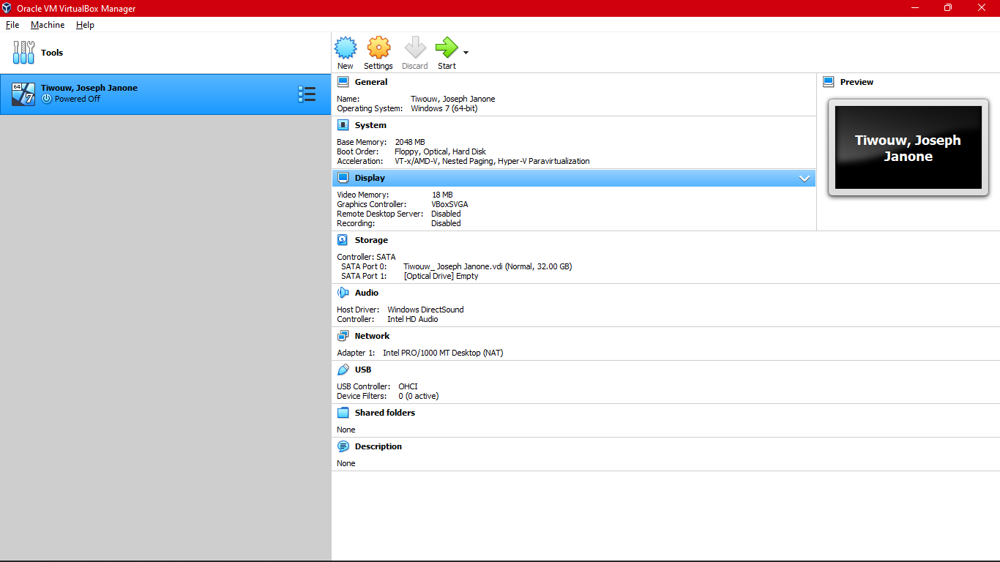 Oracle VM VirtualBox Manager
File Machine Help
Tools
New Settings Discard Start
64
7
Tiwouw, Joseph Janone
Powered Off
General
Name: Tiwouw, Joseph Janone
Operating System: Windows 7 (64-bit)
System
Base Memory: 2048 MB
Boot Order: Floppy, Optical, Hard Disk
Acceleration: VT-x/AMD-V, Nested Paging, Hyper-V Paravirtualization
Display
Video Memory: 18 MB
Graphics Controller: VBoxSVGA
Remote Desktop Server: Disabled
Recording: Disabled
Storage
Controller: SATA
SATA Port 0: Tiwouw_ Joseph Janone.vdi (Normal, 32.00 GB)
SATA Port 1: [Optical Drive] Empty
Audio
Host Driver: Windows DirectSound
Controller: Intel HD Audio
Network
Adapter 1: Intel PRO/1000 MT Desktop (NAT)
USB
USB Controller: OHCI
Device Filters: 0 (0 active)
Shared folders
None
Description
None
Preview
Tiwouw, Joseph
Janone